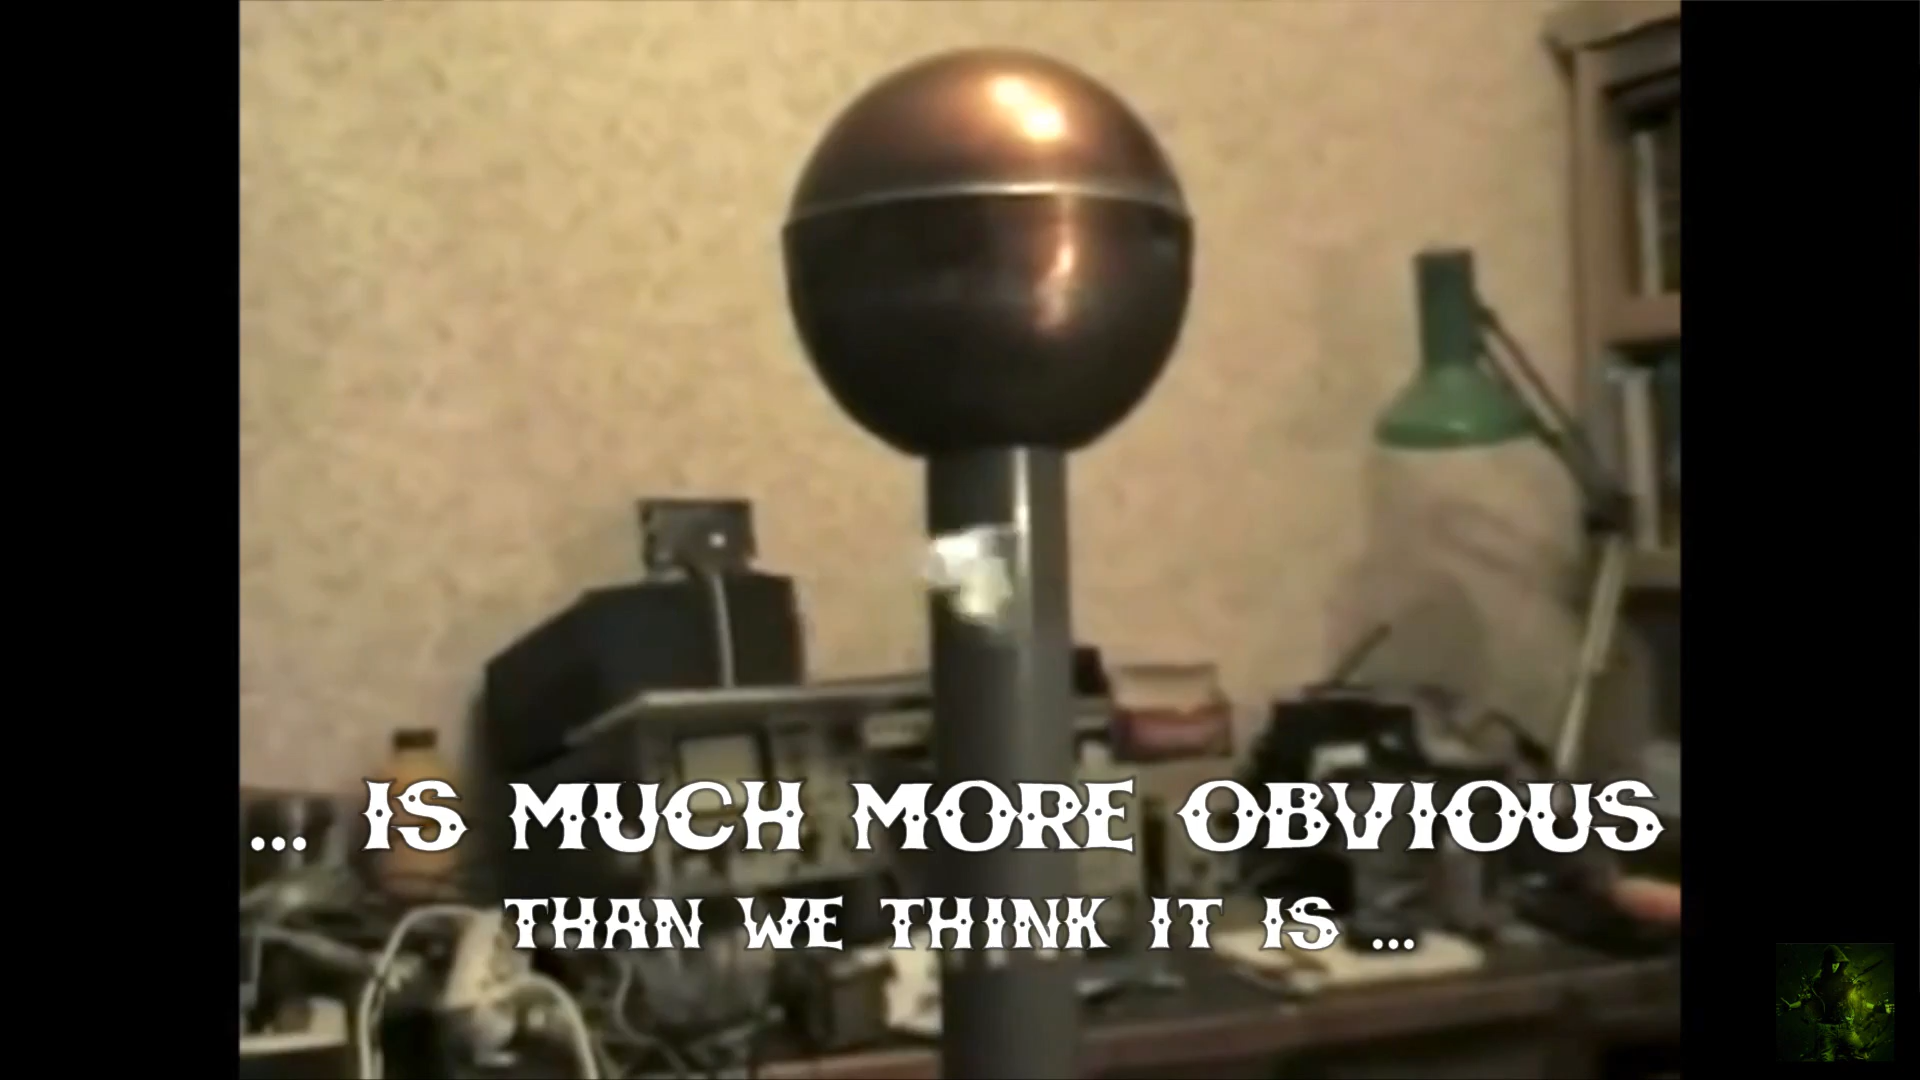 ... IS MUCH MORE OBVIOUS
THAN WE THINK IT IS ...